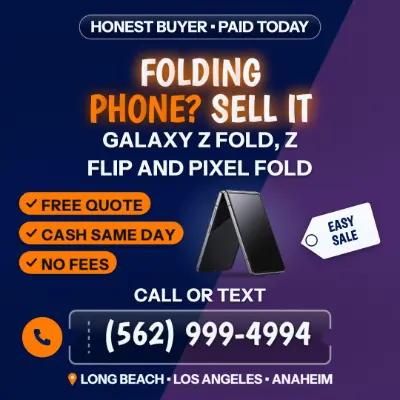 HONEST BUYER • PAID TODAY
FOLDING
PHONE? SELL IT
GALAXY Z FOLD, Z
FLIP AND PIXEL FOLD
✓ FREE QUOTE
✓ CASH SAME DAY
✓ NO FEES
EASY
SALE
CALL OR TEXT
(562) 999-4994
LONG BEACH • LOS ANGELES • ANAHEIM